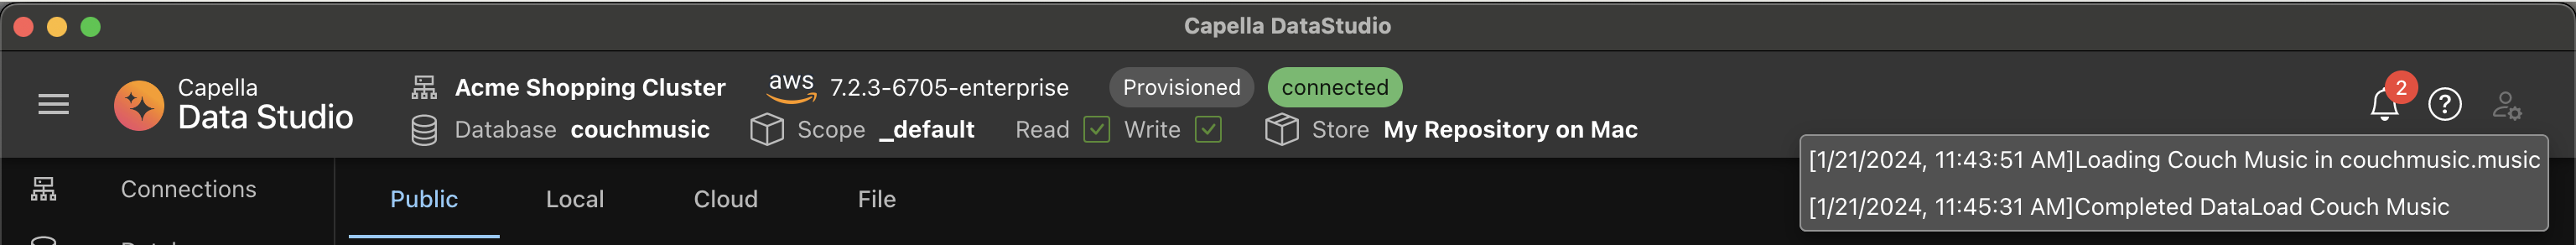 Capella DataStudio
Capella
Data Studio
Acme Shopping Cluster aws 7.2.3-6705-enterprise Provisioned connected
Database couchmusic Scope _default Read Write Store My Repository on Mac
2
?
[1/21/2024, 11:43:51 AM]Loading Couch Music in couchmusic.music
[1/21/2024, 11:45:31 AM]Completed DataLoad Couch Music
Connections
Public Local Cloud File